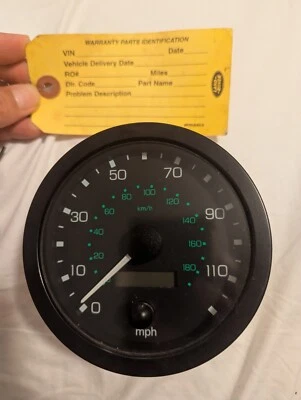 WARRANTY PARTS IDENTIFICATION
VIN Date
Vehicle Delivery Date
RO# Miles
Dlr. Code Part Name
Problem Description
50 70
30 90
10 110
0
60 80 100 120
40 140
20 160
180
km/h
mph